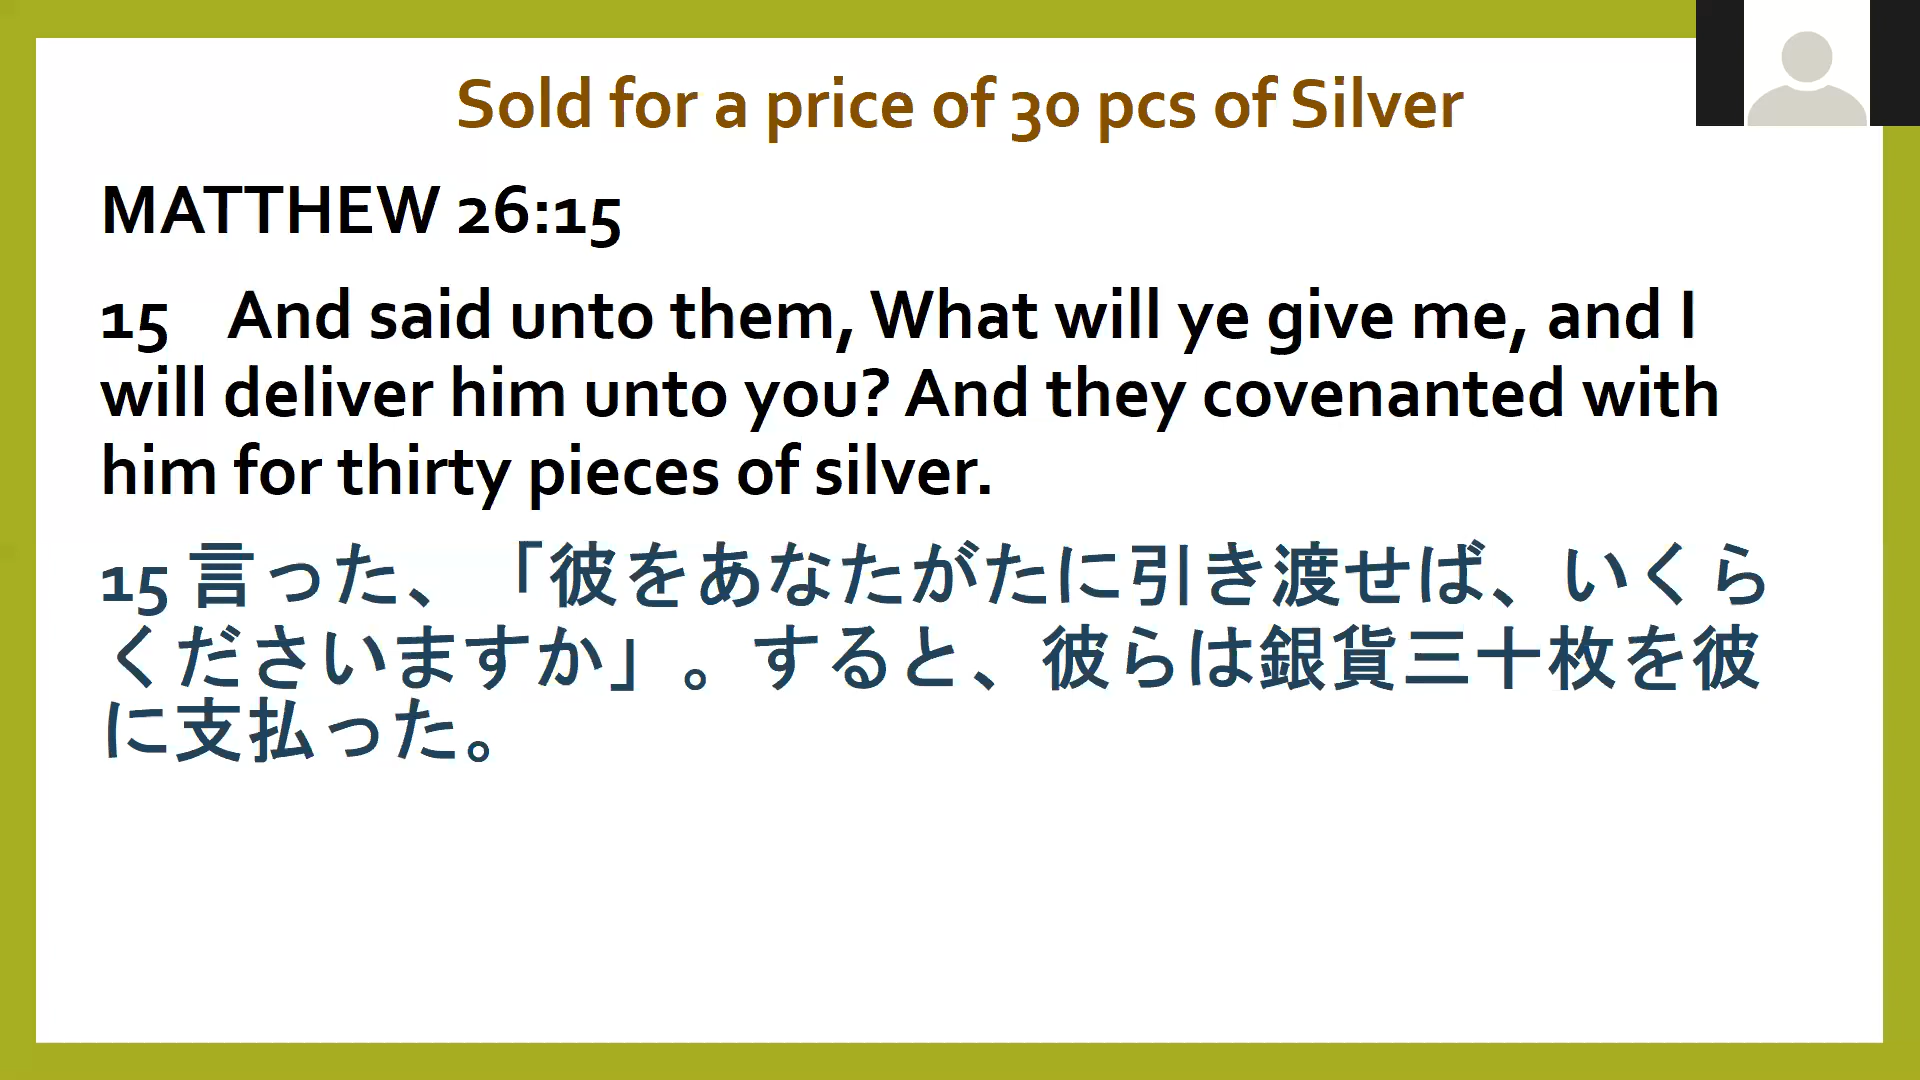 Sold for a price of 30 pcs of Silver
MATTHEW 26:15
15 And said unto them, What will ye give me, and I
will deliver him unto you? And they covenanted with
him for thirty pieces of silver.
15 言った、「彼をあなたがたに引き渡せば、いくら
くださいますか」。すると、彼らは銀貨三十枚を彼
に支払った。